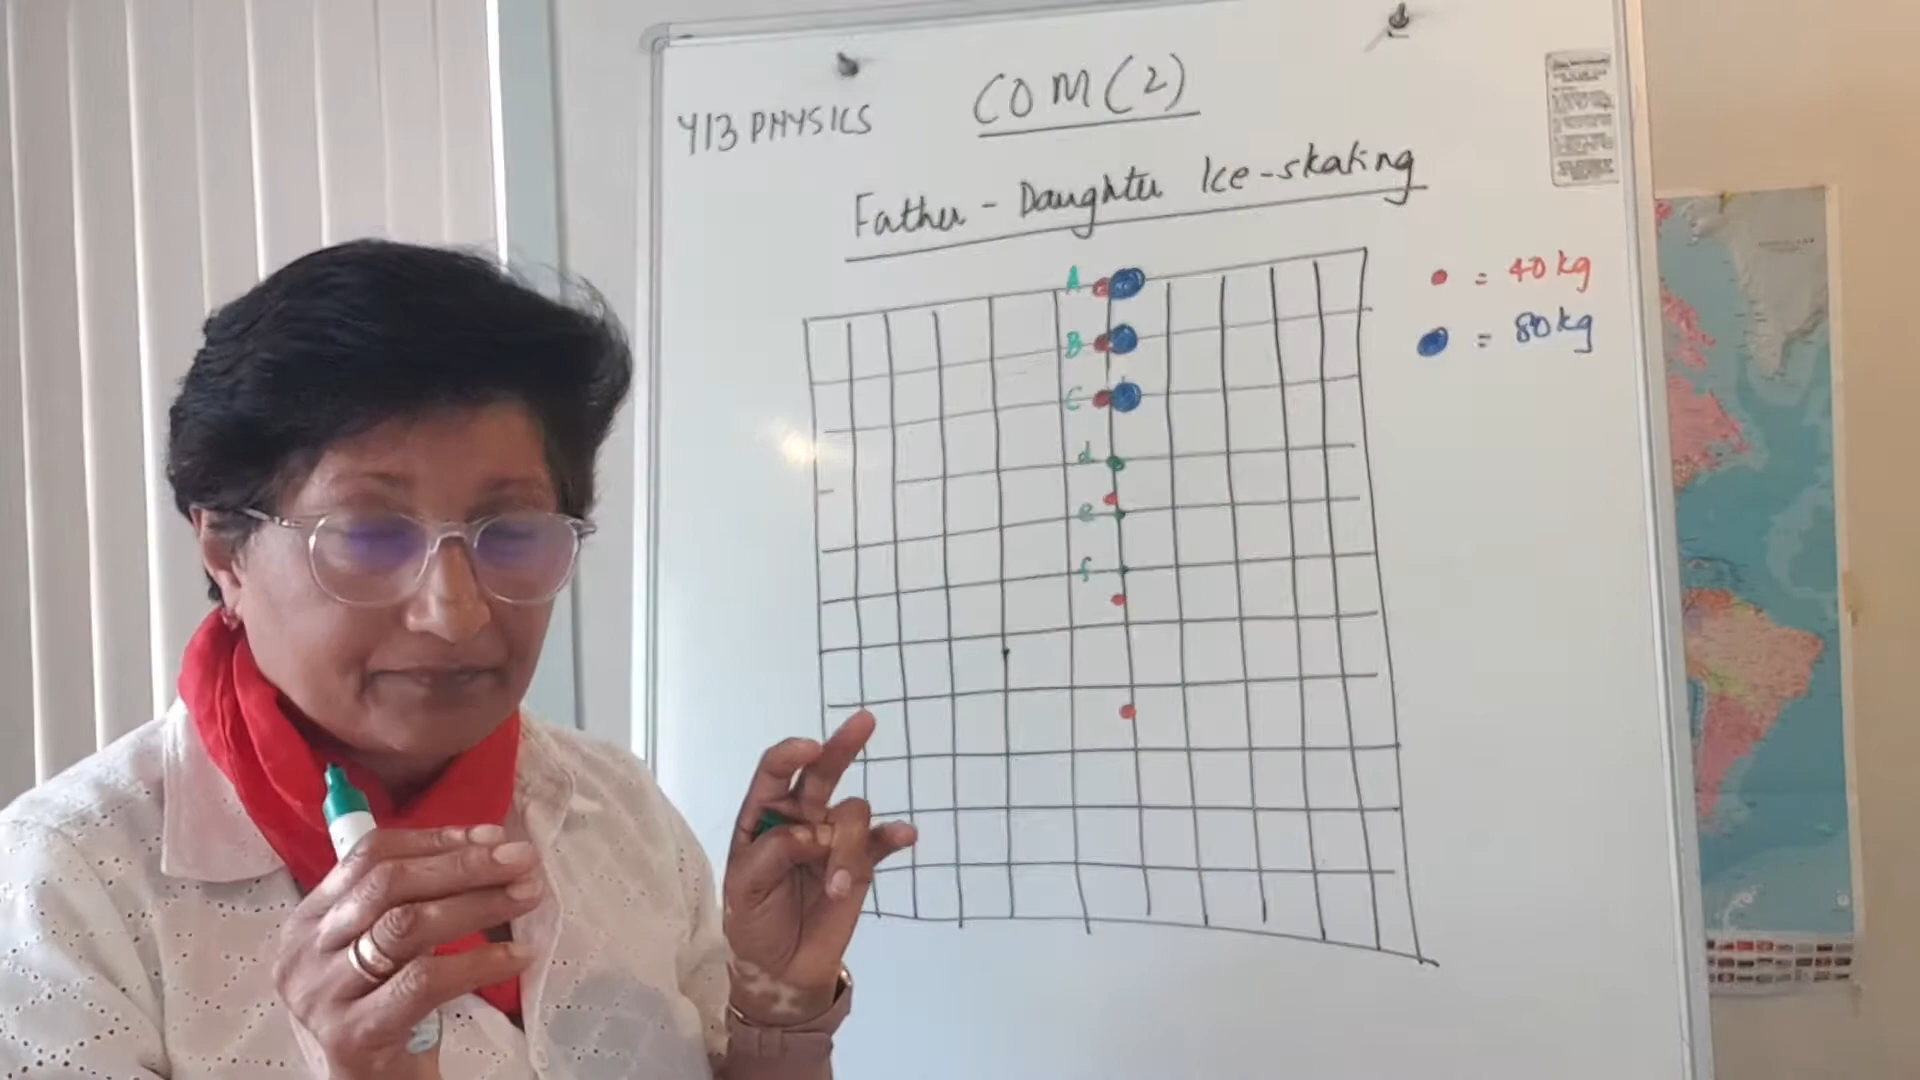 COM(2)
Y13 PHYSICS
Father - Daughter Ice-skating
A
B
C
d
e
f
= 40 kg
= 80 kg